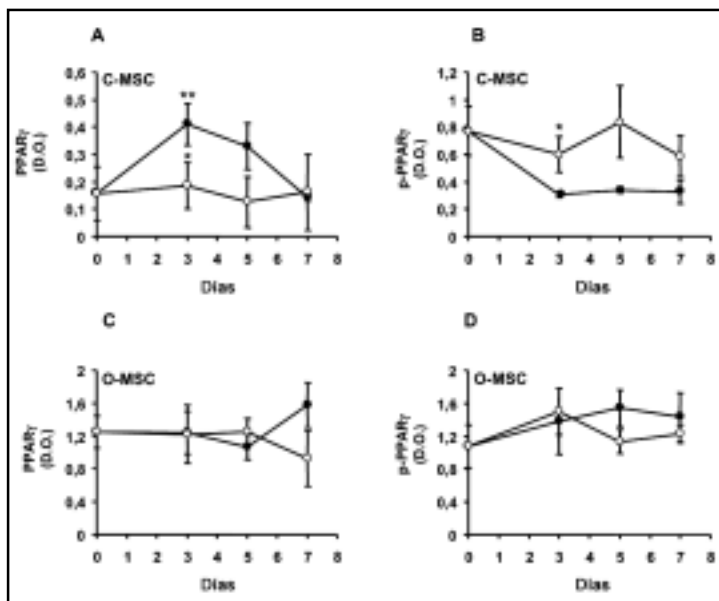 A
C-MSC
PPARγ
(D.O.)
0,6
0,5
0,4
0,3
0,2
0,1
0
**
*
0 1 2 3 4 5 6 7 8
Días
B
C-MSC
p-PPARγ
(D.O.)
1,2
1
0,8
0,6
0,4
0,2
0
*
0 1 2 3 4 5 6 7 8
Días
C
O-MSC
PPARγ
(D.O.)
2
1,6
1,2
0,8
0,4
0
0 1 2 3 4 5 6 7 8
Días
D
O-MSC
p-PPARγ
(D.O.)
2
1,6
1,2
0,8
0,4
0
0 1 2 3 4 5 6 7 8
Días